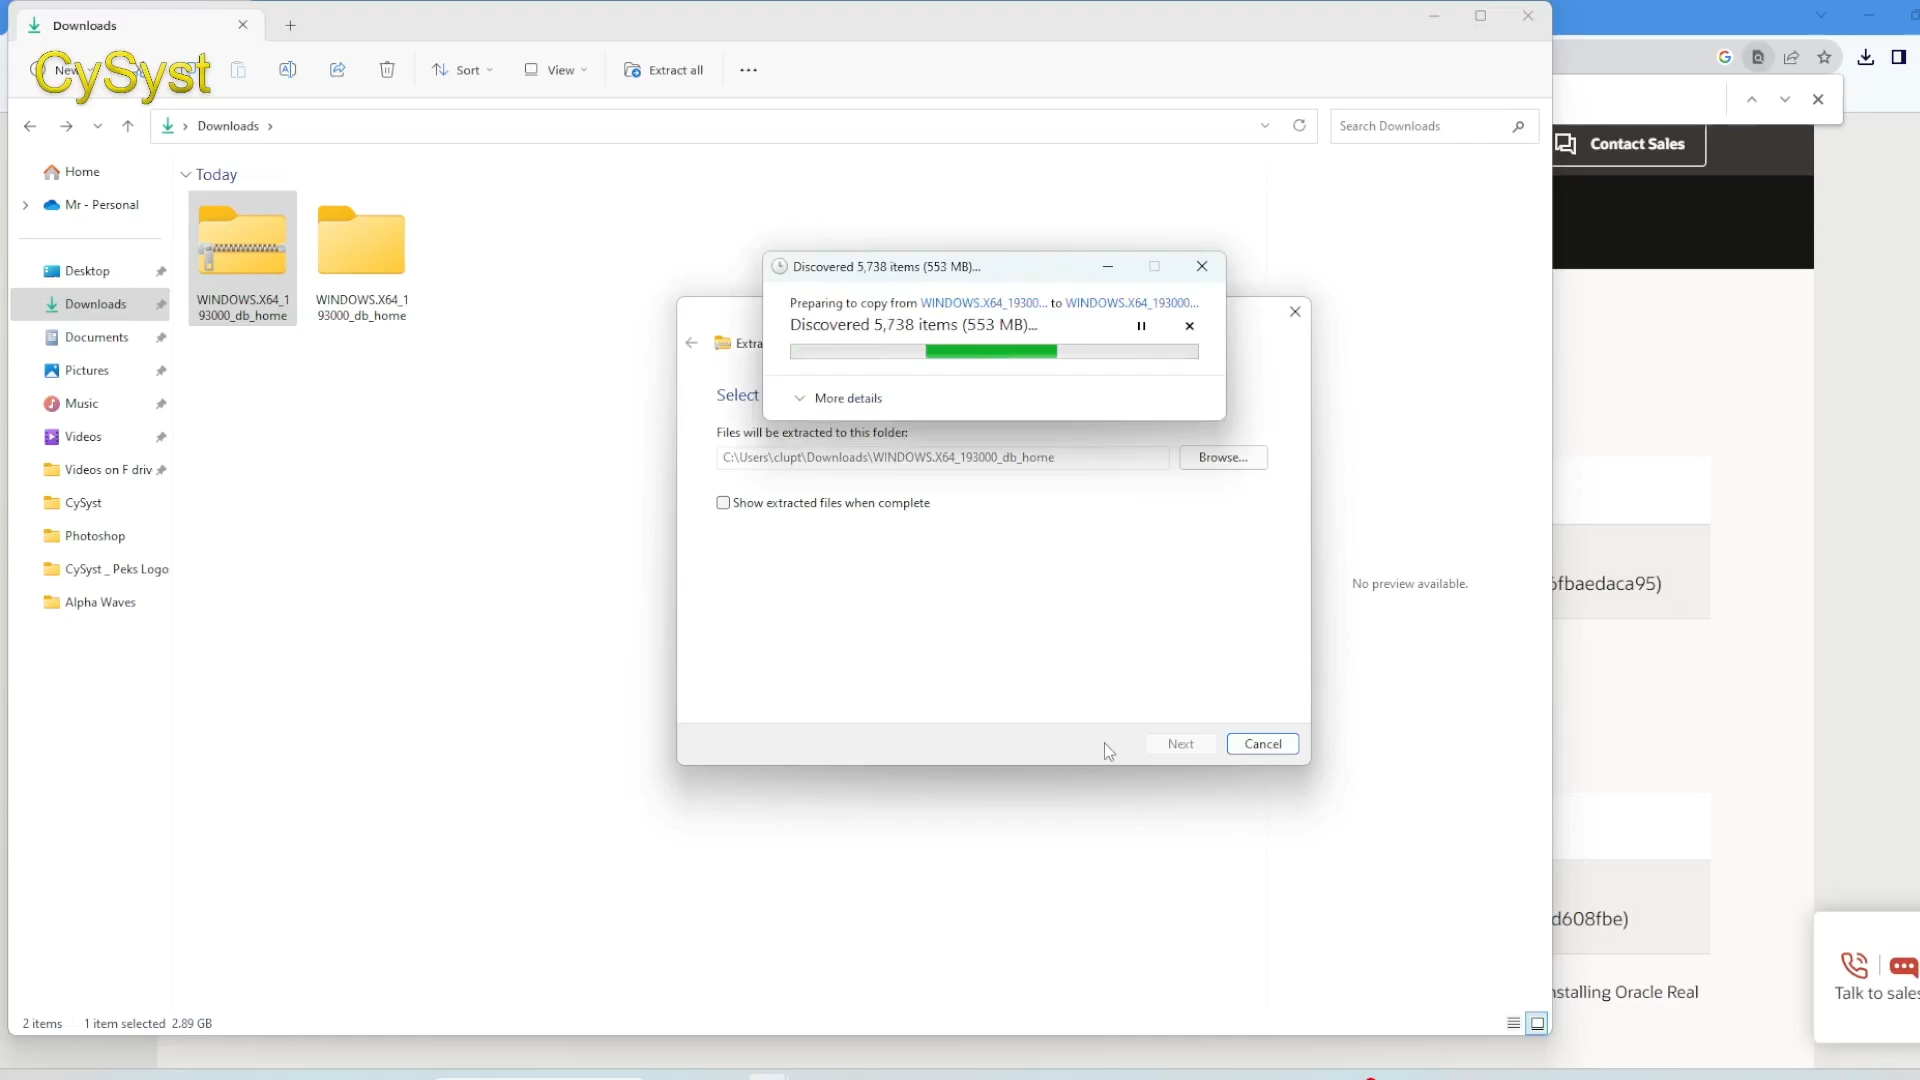 Downloads
New
CySyst
Sort
View
Extract all
Downloads
Search Downloads
Contact Sales
Home
Mr - Personal
Today
WINDOWS.X64_1
93000_db_home
WINDOWS.X64_1
93000_db_home
Desktop
Downloads
Documents
Pictures
Music
Videos
Videos on F driv
CySyst
Photoshop
CySyst _ Peks Logo
Alpha Waves
Discovered 5,738 items (553 MB)...
Preparing to copy from WINDOWS.X64_19300... to WINDOWS.X64_193000...
Discovered 5,738 items (553 MB)...
More details
Extra
Select
Files will be extracted to this folder:
C:\Users\clupt\Downloads\WINDOWS.X64_193000_db_home
Browse...
Show extracted files when complete
Next
Cancel
No preview available.
fbaedaca95)
d608fbe)
nstalling Oracle Real
Talk to sales
2 items
1 item selected 2.89 GB